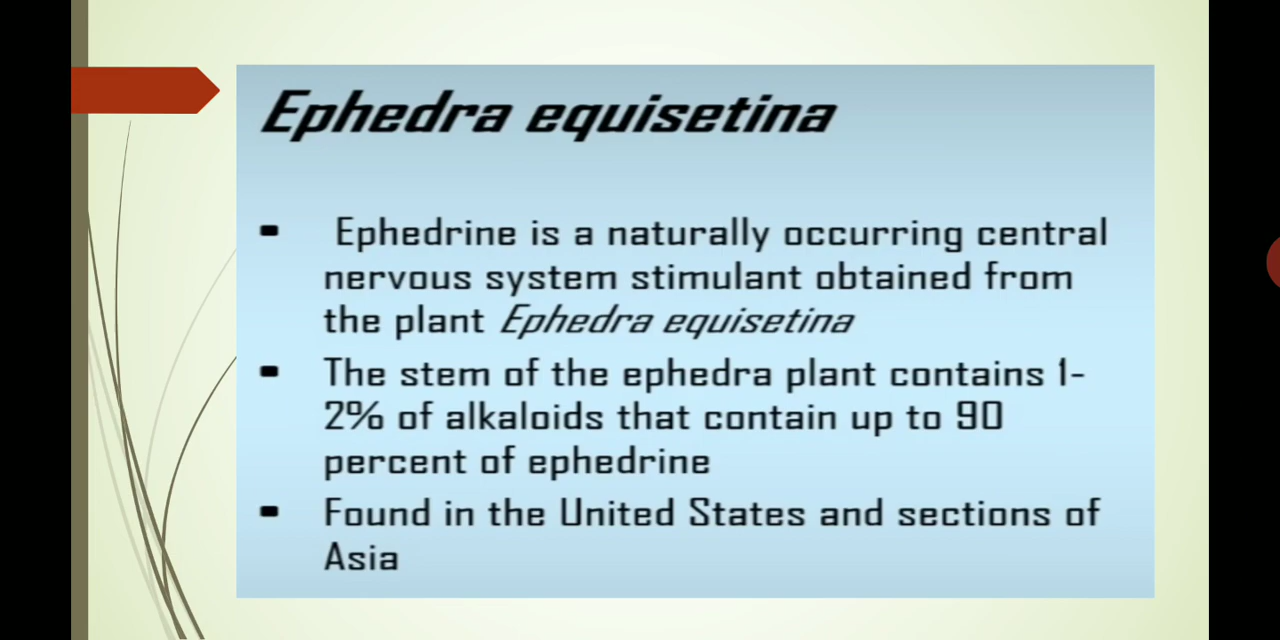 Ephedra equisetina
▪ Ephedrine is a naturally occurring central
nervous system stimulant obtained from
the plant Ephedra equisetina
▪ The stem of the ephedra plant contains 1-
2% of alkaloids that contain up to 90
percent of ephedrine
▪ Found in the United States and sections of
Asia